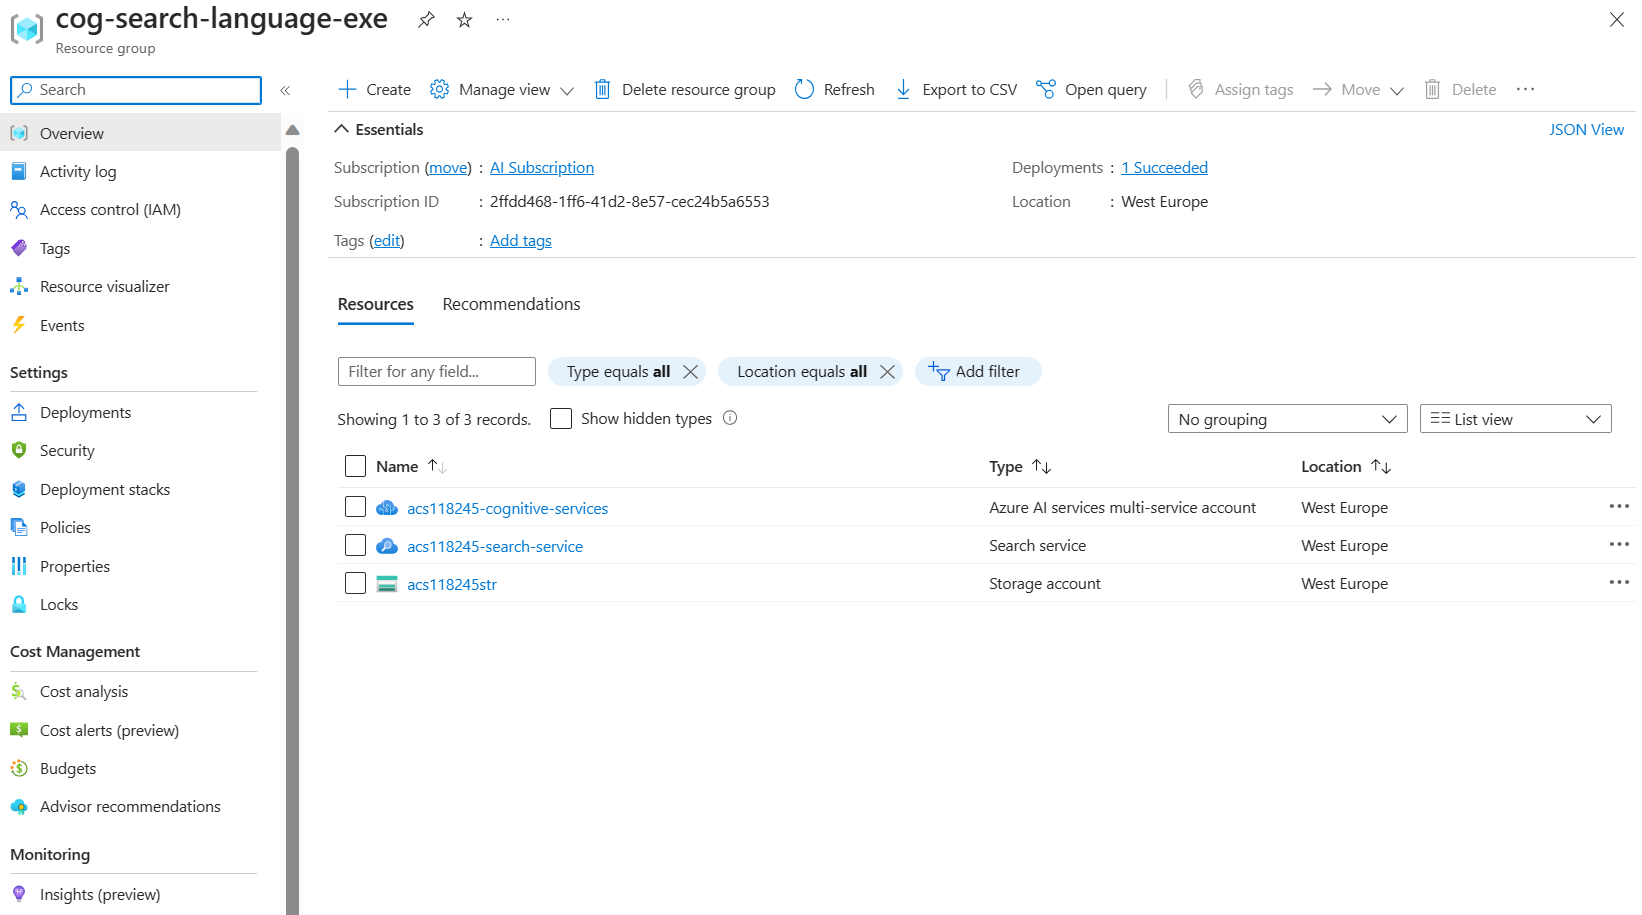 cog-search-language-exe
Resource group
Search
Overview
Activity log
Access control (IAM)
Tags
Resource visualizer
Events
Settings
Deployments
Security
Deployment stacks
Policies
Properties
Locks
Cost Management
Cost analysis
Cost alerts (preview)
Budgets
Advisor recommendations
Monitoring
Insights (preview)
Create Manage view Delete resource group Refresh Export to CSV Open query Assign tags Move Delete
Essentials JSON View
Subscription (move) : AI Subscription Deployments : 1 Succeeded
Subscription ID : 2ffdd468-1ff6-41d2-8e57-cec24b5a6553 Location : West Europe
Tags (edit) : Add tags
Resources Recommendations
Filter for any field... Type equals all Location equals all Add filter
Showing 1 to 3 of 3 records. Show hidden types No grouping List view
Name Type Location
acs118245-cognitive-services Azure AI services multi-service account West Europe
acs118245-search-service Search service West Europe
acs118245str Storage account West Europe